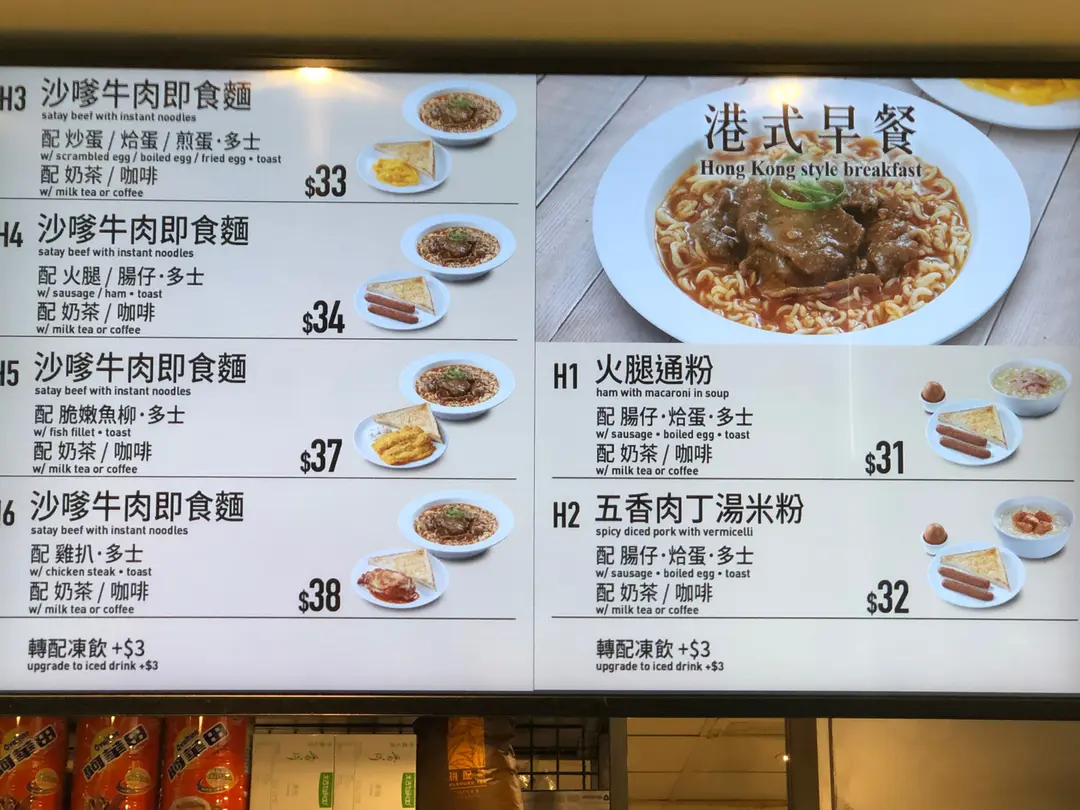 H3 沙嗲牛肉即食麵
satay beef with instant noodles
配 炒蛋 / 烚蛋 / 煎蛋·多士
w/ scrambled egg / boiled egg / fried egg • toast
配 奶茶 / 咖啡
w/ milk tea or coffee
$33
H4 沙嗲牛肉即食麵
satay beef with instant noodles
配 火腿 / 腸仔·多士
w/ sausage / ham • toast
配 奶茶 / 咖啡
w/ milk tea or coffee
$34
H5 沙嗲牛肉即食麵
satay beef with instant noodles
配 脆嫩魚柳·多士
w/ fish fillet • toast
配 奶茶 / 咖啡
w/ milk tea or coffee
$37
H6 沙嗲牛肉即食麵
satay beef with instant noodles
配 雞扒·多士
w/ chicken steak • toast
配 奶茶 / 咖啡
w/ milk tea or coffee
$38
轉配凍飲 +$3
upgrade to iced drink +$3
港式早餐
Hong Kong style breakfast
H1 火腿通粉
ham with macaroni in soup
配 腸仔·烚蛋·多士
w/ sausage • boiled egg • toast
配 奶茶 / 咖啡
w/ milk tea or coffee
$31
H2 五香肉丁湯米粉
spicy diced pork with vermicelli
配 腸仔·烚蛋·多士
w/ sausage • boiled egg • toast
配 奶茶 / 咖啡
w/ milk tea or coffee
$32
轉配凍飲 +$3
upgrade to iced drink +$3
阿華田
阿華田
阿華田